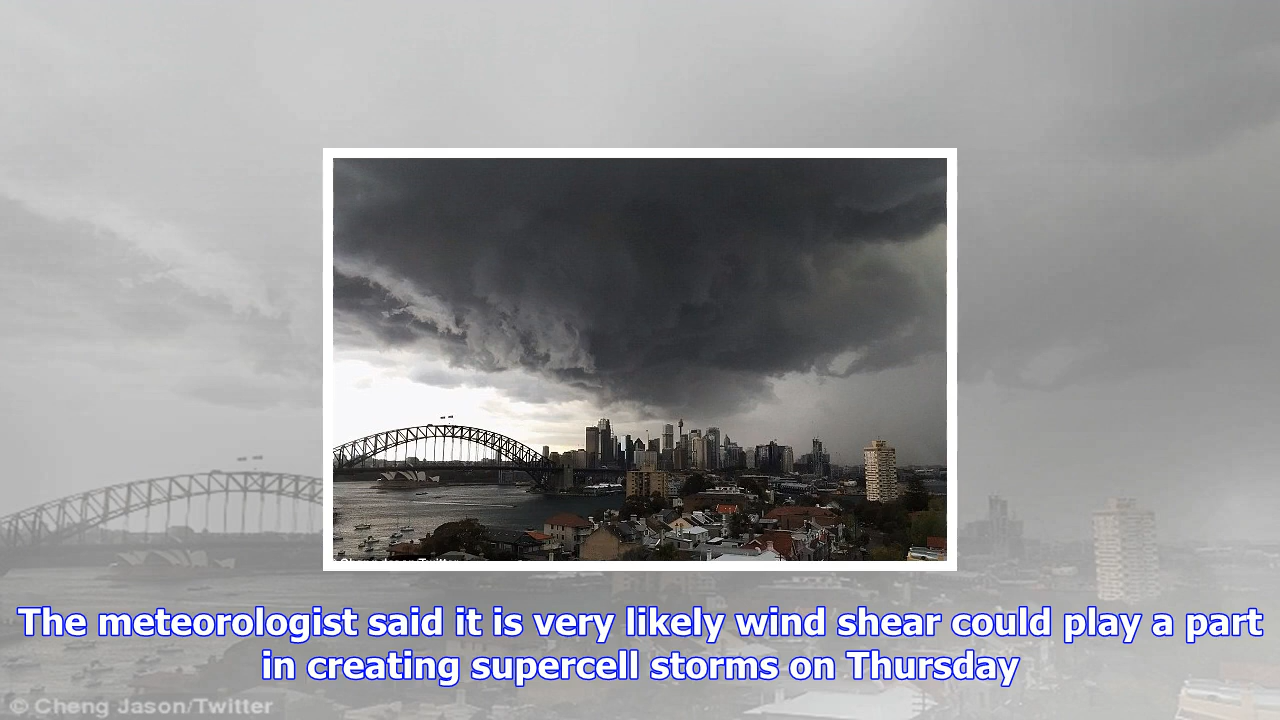 The meteorologist said it is very likely wind shear could play a part
in creating supercell storms on Thursday
© Cheng Jason/Twitter